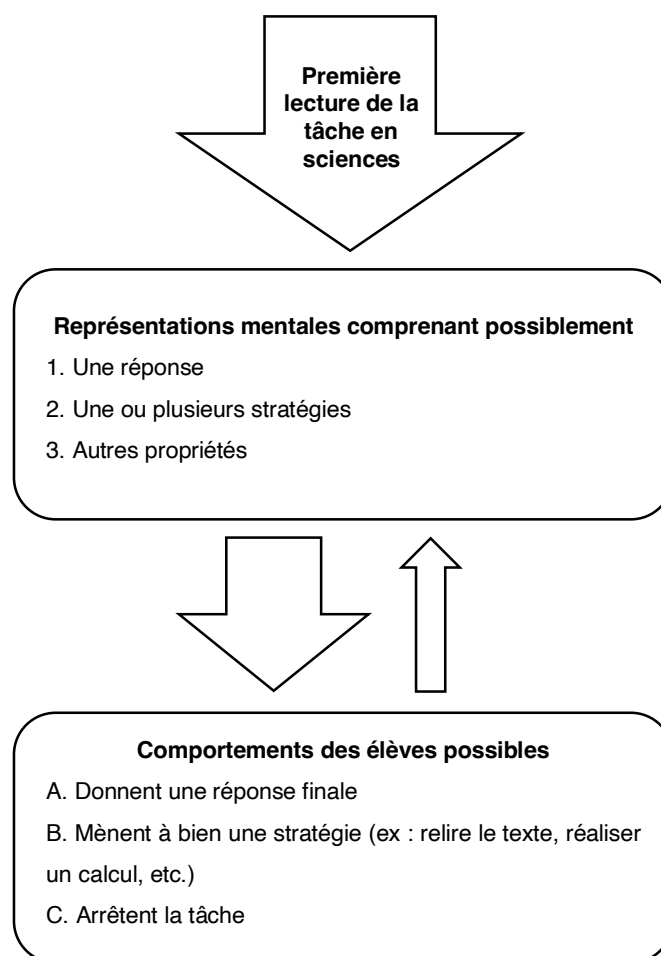 Première
lecture de la
tâche en
sciences
Représentations mentales comprenant possiblement
1. Une réponse
2. Une ou plusieurs stratégies
3. Autres propriétés
Comportements des élèves possibles
A. Donnent une réponse finale
B. Mènent à bien une stratégie (ex : relire le texte, réaliser
un calcul, etc.)
C. Arrêtent la tâche